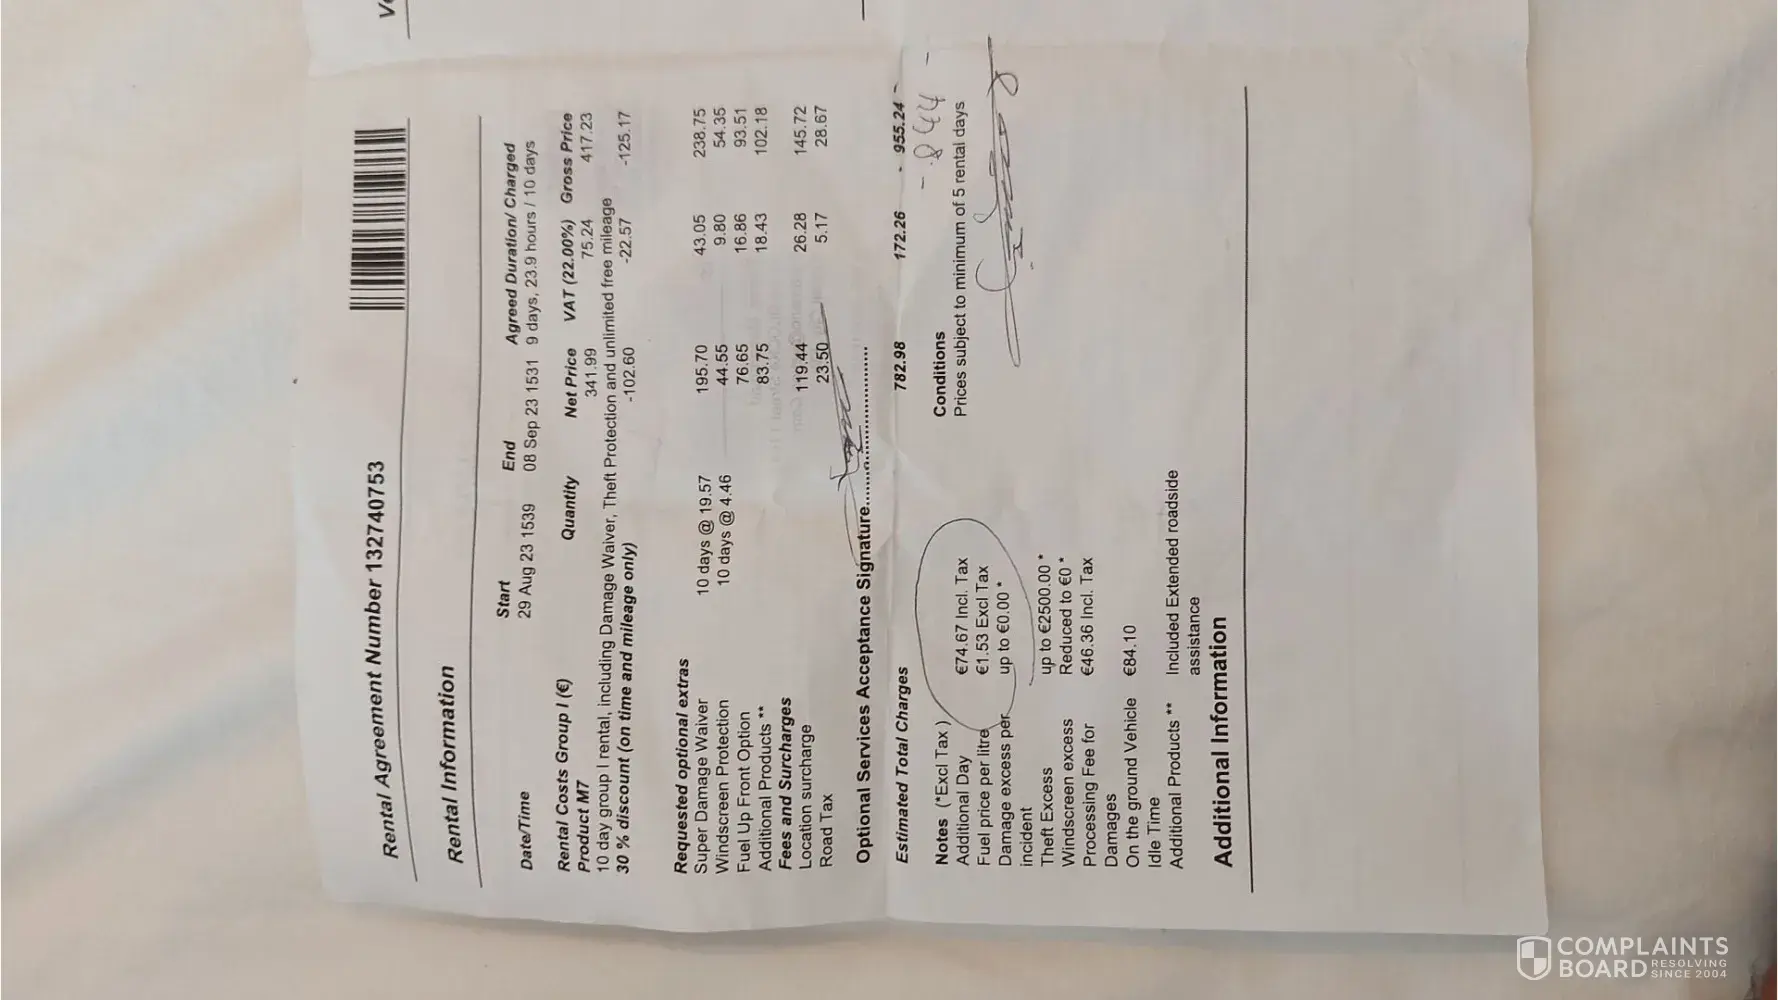 Rental Agreement Number 132740753
Rental Information
Start End Agreed Duration/ Charged
Date/Time 29 Aug 23 1539 08 Sep 23 1531 9 days, 23.9 hours / 10 days
Rental Costs Group I (€) Quantity Net Price VAT (22.00%) Gross Price
Product M7 341.99 75.24 417.23
10 day group I rental, including Damage Waiver, Theft Protection and unlimited free mileage
30 % discount (on time and mileage only) -102.60 -22.57 -125.17
Requested optional extras
Super Damage Waiver 10 days @ 19.57 195.70 43.05 238.75
Windscreen Protection 10 days @ 4.46 44.55 9.80 54.35
Fuel Up Front Option 76.65 16.86 93.51
Additional Products ** 83.75 18.43 102.18
Fees and Surcharges
Location surcharge 119.44 26.28 145.72
Road Tax 23.50 5.17 28.67
Optional Services Acceptance Signature
Estimated Total Charges 782.98 172.26 955.24
- 844 -
Notes (*Excl Tax ) Conditions
Additional Day €74.67 Incl. Tax Prices subject to minimum of 5 rental days
Fuel price per litre €1.53 Excl Tax
Damage excess per up to €0.00 *
incident
Theft Excess up to €2500.00 *
Windscreen excess Reduced to €0 *
Processing Fee for €46.36 Incl. Tax
Damages
On the ground Vehicle €84.10
Idle Time
Additional Products ** Included Extended roadside
assistance
Additional Information
COMPLAINTS
BOARD RESOLVING
SINCE 2004